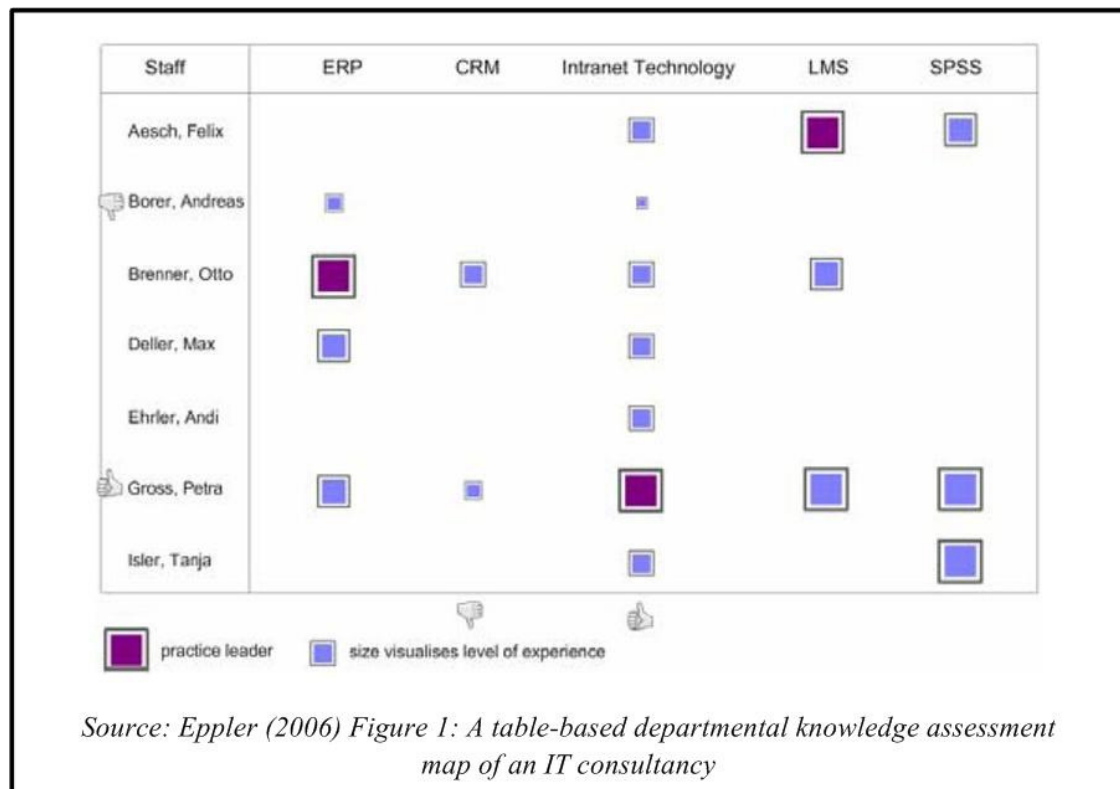 Staff ERP CRM Intranet Technology LMS SPSS
Aesch, Felix
Borer, Andreas
Brenner, Otto
Deller, Max
Ehrler, Andi
Gross, Petra
Isler, Tanja
practice leader size visualises level of experience
Source: Eppler (2006) Figure 1: A table-based departmental knowledge assessment
map of an IT consultancy